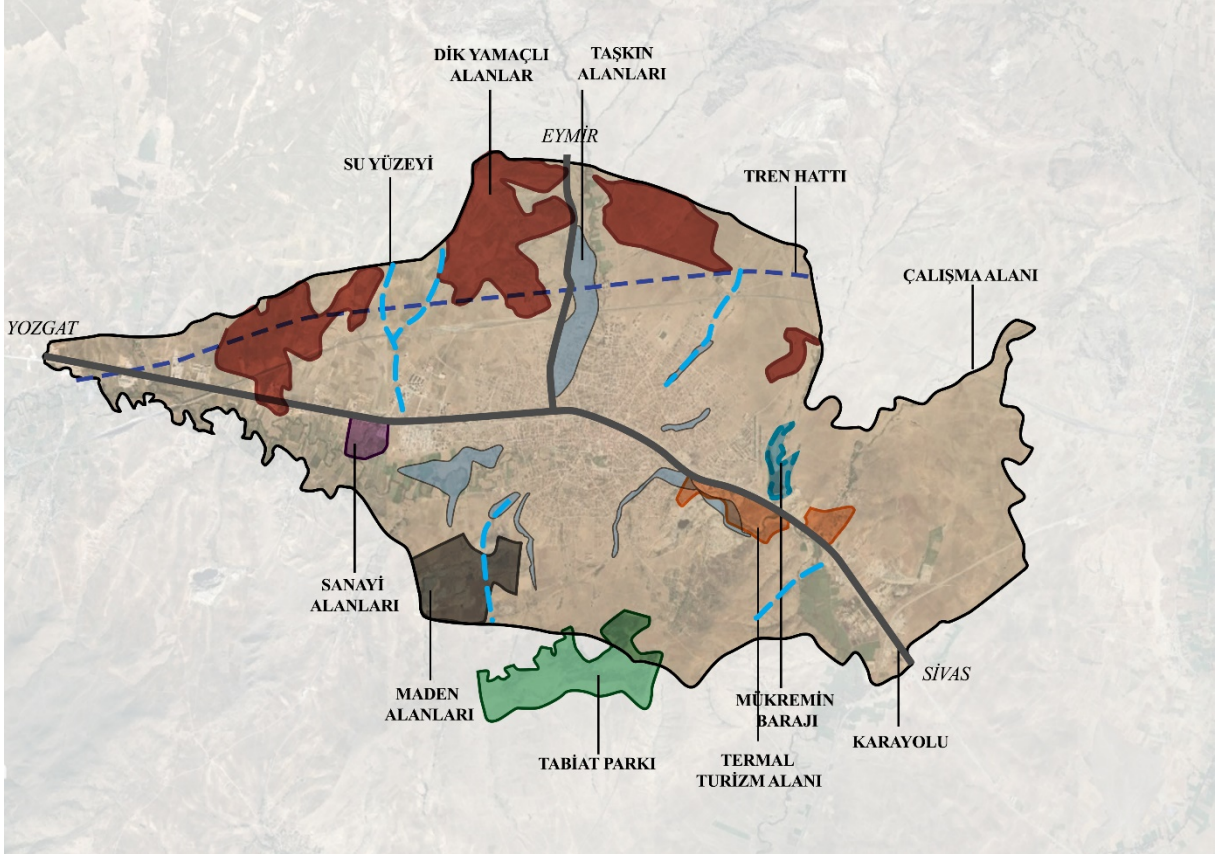 DİK YAMAÇLI
ALANLAR
TAŞKIN
ALANLARI
EYMİR
SU YÜZEYİ
TREN HATTI
ÇALIŞMA ALANI
YOZGAT
SANAYİ
ALANLARI
MADEN
ALANLARI
TABİAT PARKI
MÜKREMİN
BARAJI
SİVAS
KARAYOLU
TERMAL
TURİZM ALANI